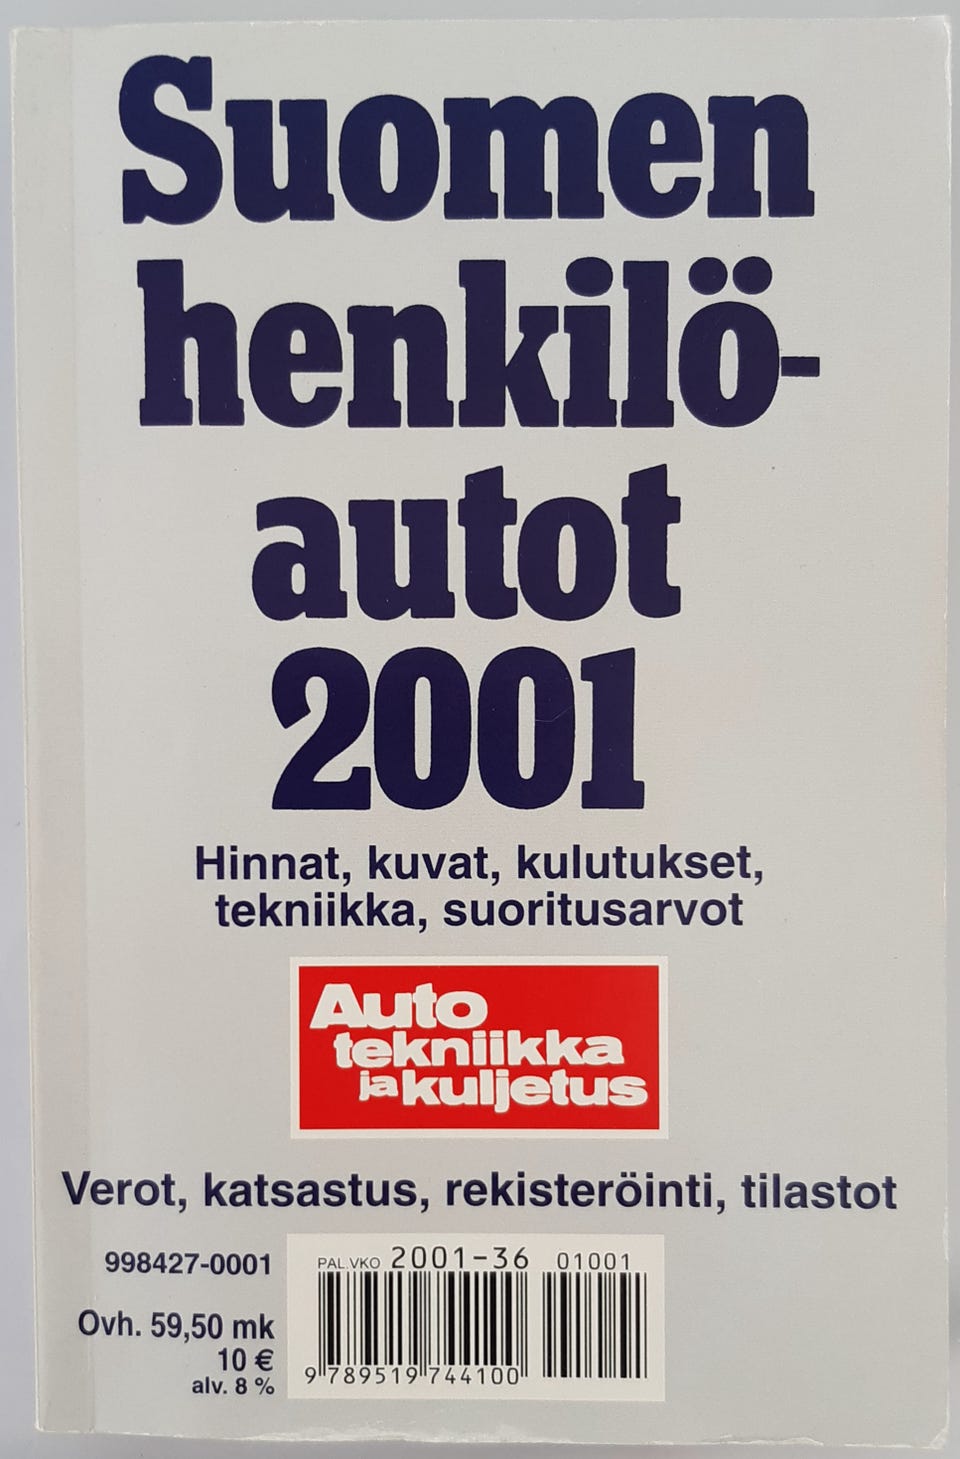 Suomen
henkilö-
autot
2001
Hinnat, kuvat, kulutukset,
tekniikka, suoritusarvot
Auto
tekniikka
ja kuljetus
Verot, katsastus, rekisteröinti, tilastot
998427-0001
Ovh. 59,50 mk
10 €
alv. 8 %
PAL.VKO 2001-36 01001
9 789519 744100